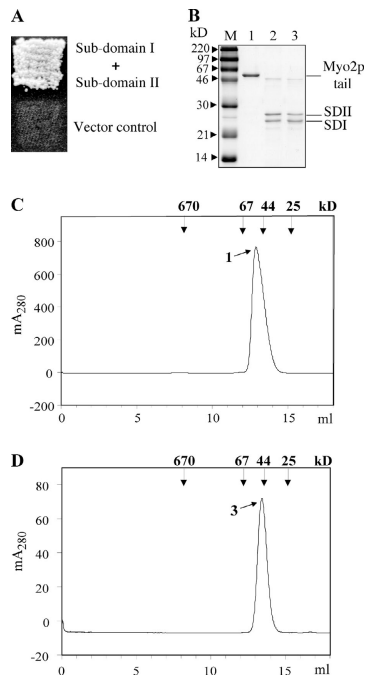 A
Sub-domain I
+
Sub-domain II
Vector control
B
kD M 1 2 3
220
97
67
46
30
21
14
Myo2p
tail
SDII
SDI
C
670 67 44 25 kD
mA280
800
600
400
200
0
-200
1
0 5 10 15 ml
D
670 67 44 25 kD
mA280
80
60
40
20
0
-20
3
0 5 10 15 ml